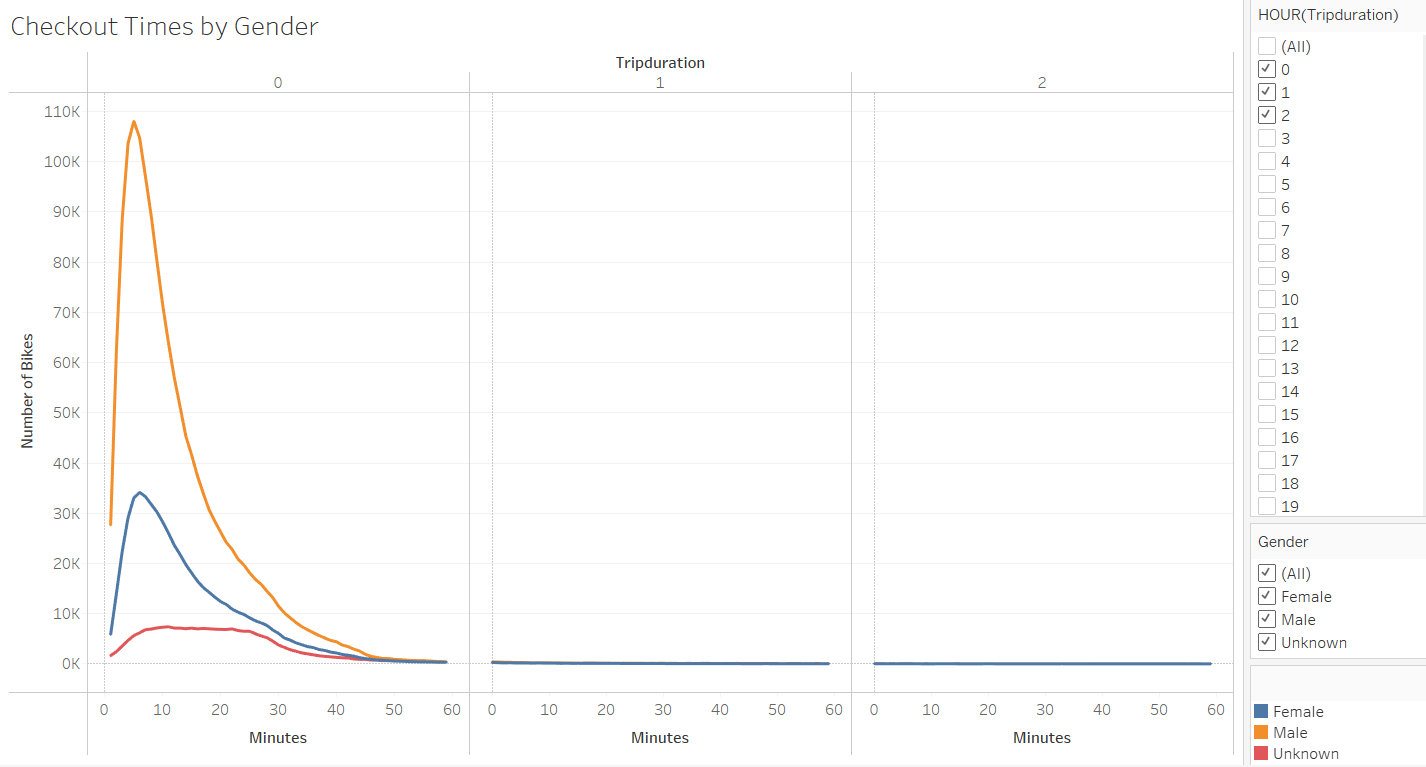 Checkout Times by Gender
Tripduration
0 1 2
110K
100K
90K
80K
70K
60K
50K
40K
30K
20K
10K
0K
Number of Bikes
0 10 20 30 40 50 60 0 10 20 30 40 50 60 0 10 20 30 40 50 60
Minutes Minutes Minutes
HOUR(Tripduration)
(All)
0
1
2
3
4
5
6
7
8
9
10
11
12
13
14
15
16
17
18
19
Gender
(All)
Female
Male
Unknown
Female
Male
Unknown